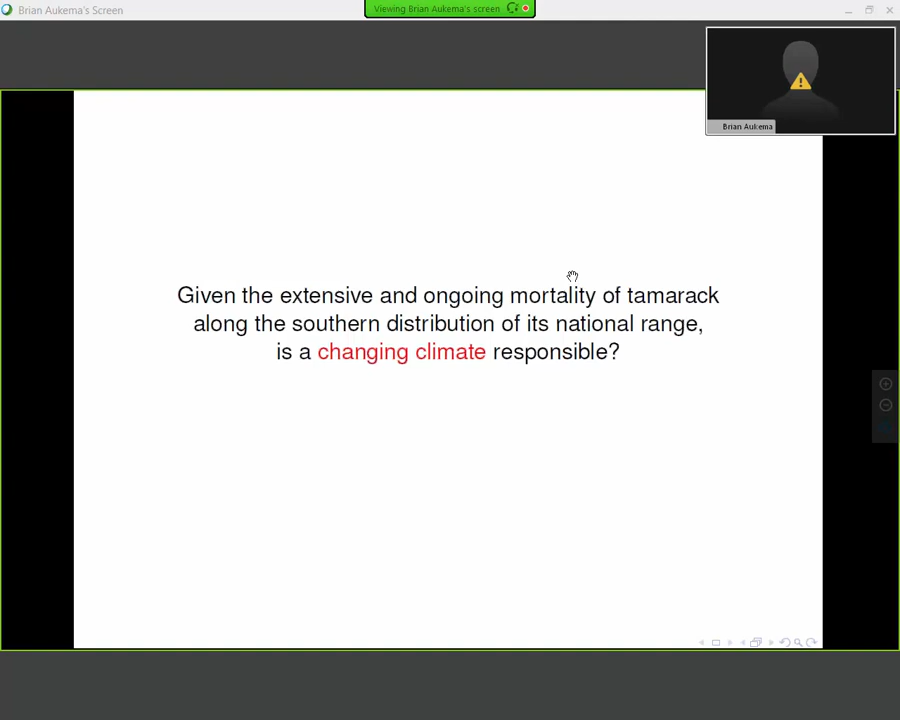 Brian Aukema's Screen
Viewing Brian Aukema's screen
Brian Aukema
Given the extensive and ongoing mortality of tamarack
along the southern distribution of its national range,
is a changing climate responsible?